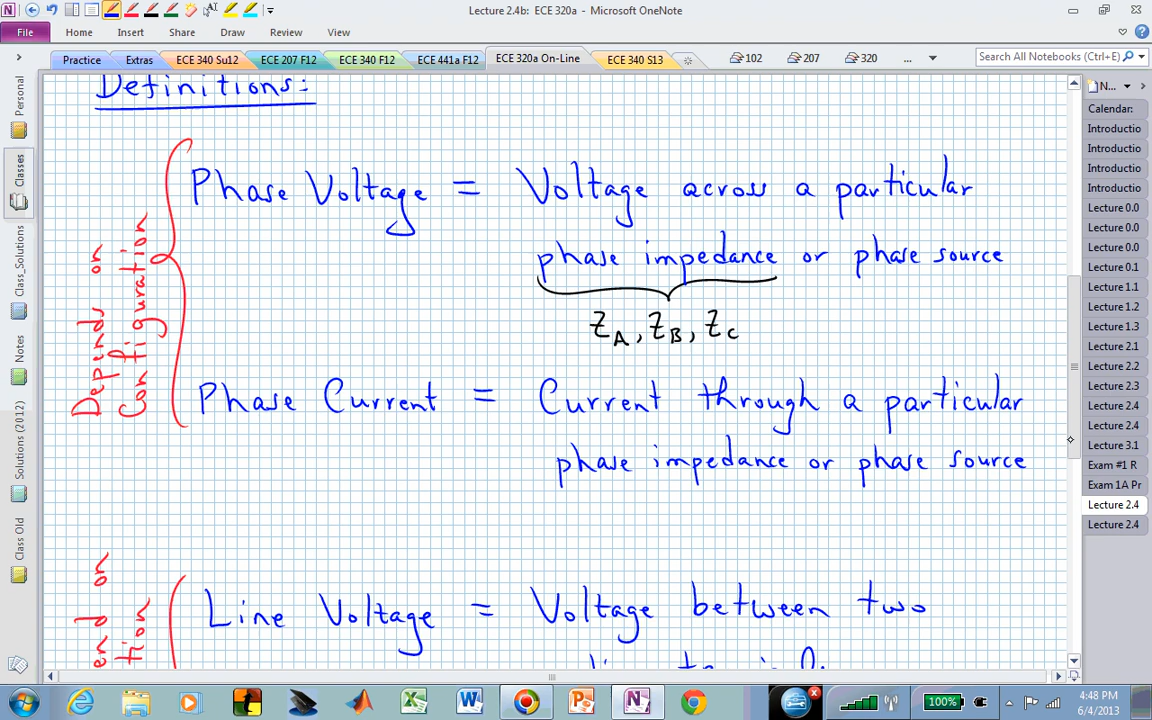 Lecture 2.4b: ECE 320a - Microsoft OneNote
File Home Insert Share Draw Review View
Practice Extras ECE 340 Su12 ECE 207 F12 ECE 340 F12 ECE 441a F12 ECE 320a On-Line ECE 340 S13 102 207 320 ... Search All Notebooks (Ctrl+E)
Personal
Classes
Class_Solutions
Notes
Solutions (2012)
Class Old
Definitions:
Depends on
Configuration
Phase Voltage = Voltage across a particular
phase impedance or phase source
ZA, ZB, ZC
Phase Current = Current through a particular
phase impedance or phase source
end on
tion
Line Voltage = Voltage between two
N...
Calendar:
Introductio
Introductio
Introductio
Introductio
Lecture 0.0
Lecture 0.0
Lecture 0.0
Lecture 0.1
Lecture 1.1
Lecture 1.2
Lecture 1.3
Lecture 2.1
Lecture 2.2
Lecture 2.3
Lecture 2.4
Lecture 2.4
Lecture 3.1
Exam #1 R
Exam 1A Pr
Lecture 2.4
Lecture 2.4
100%
4:48 PM
6/4/2013